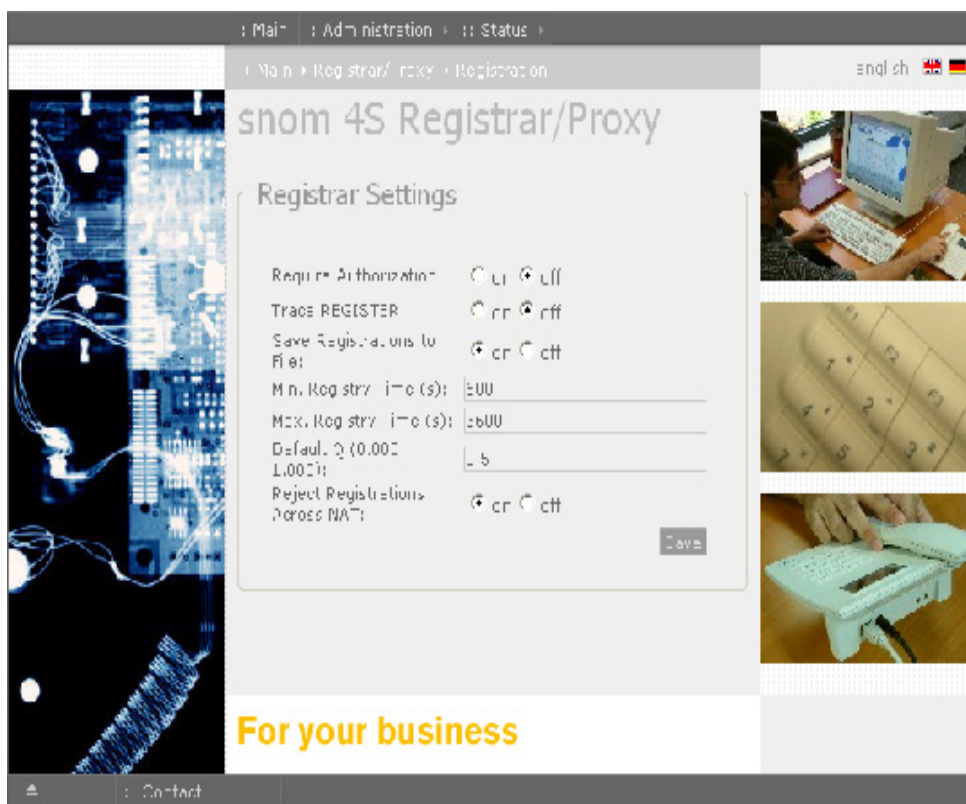 :: Main :: Administration :: Status
Main Registrar/Proxy Registration
english
snom 4S Registrar/Proxy
Registrar Settings
Require Authorization on off
Trace REGISTER on off
Save Registrations to
File: on off
Min. Registry Time (s):
Max. Registry Time (s): 3600
Default Q (0.000
1.000):
Reject Registrations
Across NAT: on off
Save
For your business
:: Contact